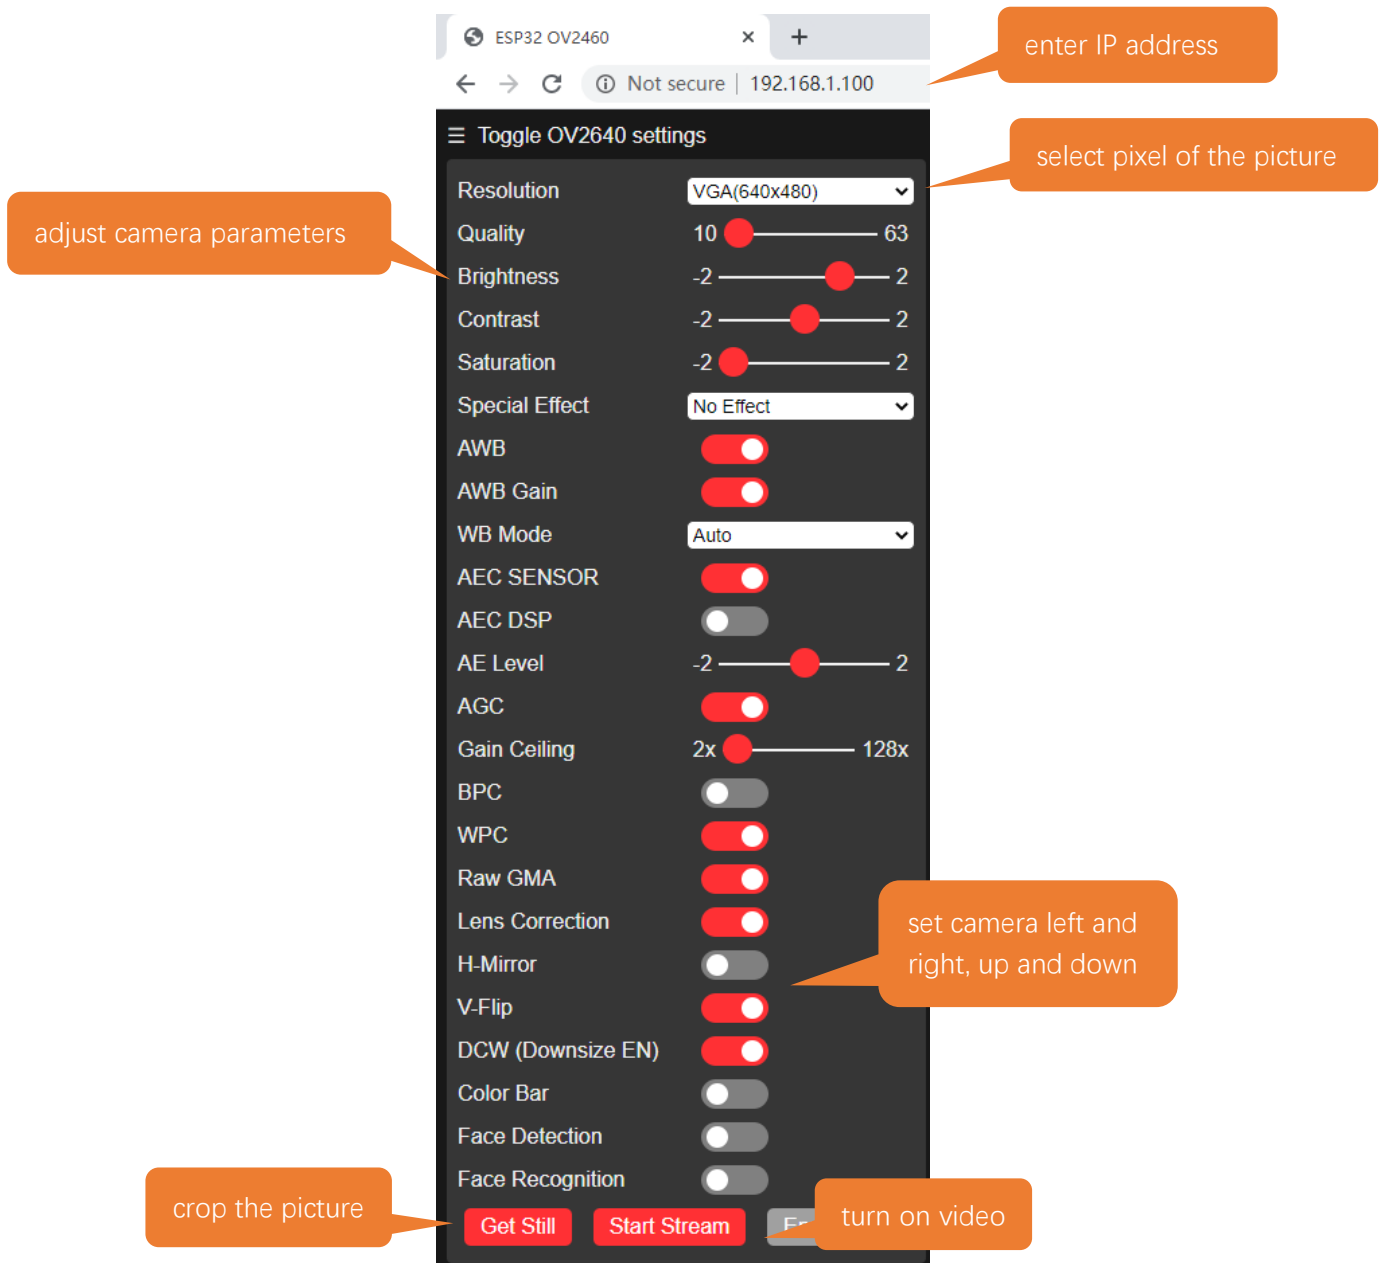 ESP32 OV2460
enter IP address
Not secure | 192.168.1.100
Toggle OV2640 settings
select pixel of the picture
Resolution VGA(640x480)
adjust camera parameters
Quality 10 63
Brightness -2 2
Contrast -2 2
Saturation -2 2
Special Effect No Effect
AWB
AWB Gain
WB Mode Auto
AEC SENSOR
AEC DSP
AE Level -2 2
AGC
Gain Ceiling 2x 128x
BPC
WPC
Raw GMA
Lens Correction
set camera left and
right, up and down
H-Mirror
V-Flip
DCW (Downsize EN)
Color Bar
Face Detection
Face Recognition
crop the picture
Get Still Start Stream
turn on video